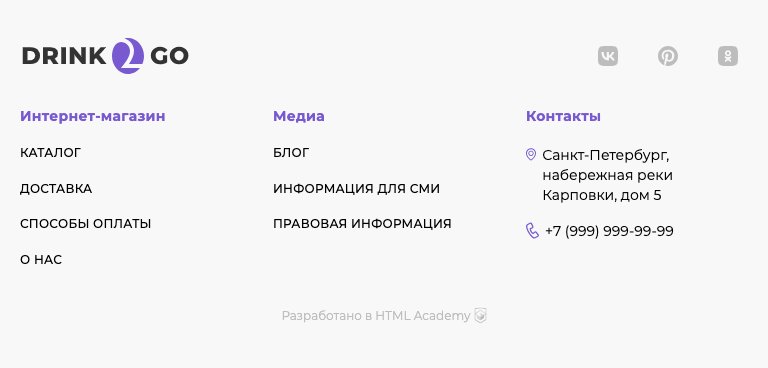 DRINK 2 GO
Интернет-магазин
КАТАЛОГ
ДОСТАВКА
СПОСОБЫ ОПЛАТЫ
О НАС
Медиа
БЛОГ
ИНФОРМАЦИЯ ДЛЯ СМИ
ПРАВОВАЯ ИНФОРМАЦИЯ
Контакты
Санкт-Петербург,
набережная реки
Карповки, дом 5
+7 (999) 999-99-99
Разработано в HTML Academy